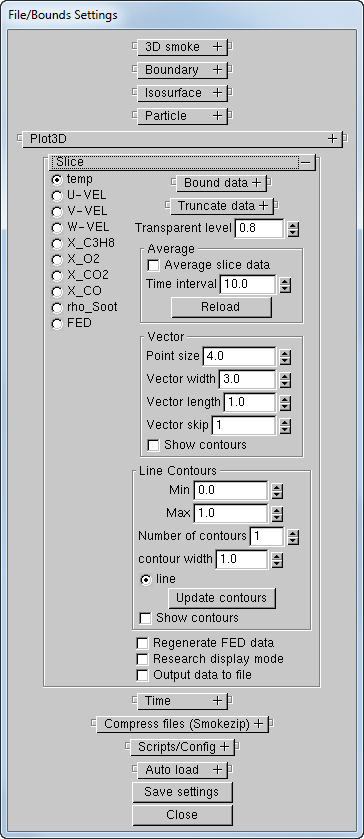 File/Bounds Settings
3D smoke +
Boundary +
Isosurface +
Particle +
Plot3D +
Slice −
temp
U-VEL
V-VEL
W-VEL
X_C3H8
X_O2
X_CO2
X_CO
rho_Soot
FED
Bound data +
Truncate data +
Transparent level 0.8
Average
Average slice data
Time interval 10.0
Reload
Vector
Point size 4.0
Vector width 3.0
Vector length 1.0
Vector skip 1
Show contours
Line Contours
Min 0.0
Max 1.0
Number of contours 1
contour width 1.0
line
Update contours
Show contours
Regenerate FED data
Research display mode
Output data to file
Time +
Compress files (Smokezip) +
Scripts/Config +
Auto load +
Save settings
Close